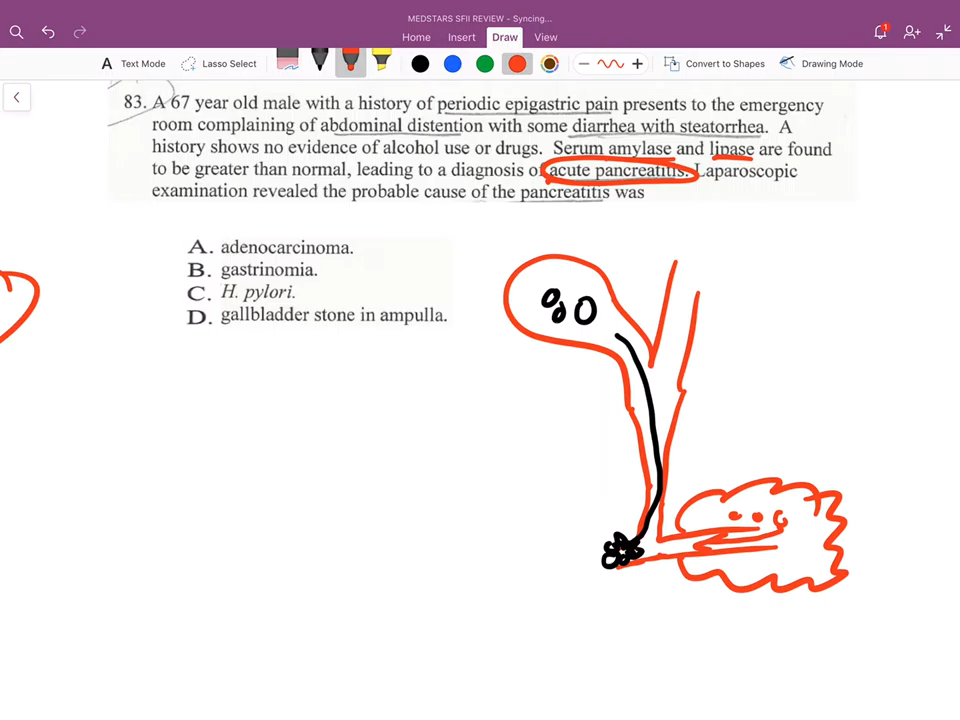 MEDSTARS SFII REVIEW - Syncing...
Home Insert Draw View
1
A Text Mode Lasso Select Convert to Shapes Drawing Mode
83. A 67 year old male with a history of periodic epigastric pain presents to the emergency
room complaining of abdominal distention with some diarrhea with steatorrhea. A
history shows no evidence of alcohol use or drugs. Serum amylase and lipase are found
to be greater than normal, leading to a diagnosis of acute pancreatitis. Laparoscopic
examination revealed the probable cause of the pancreatitis was
A. adenocarcinoma.
B. gastrinomia.
C. H. pylori.
D. gallbladder stone in ampulla.